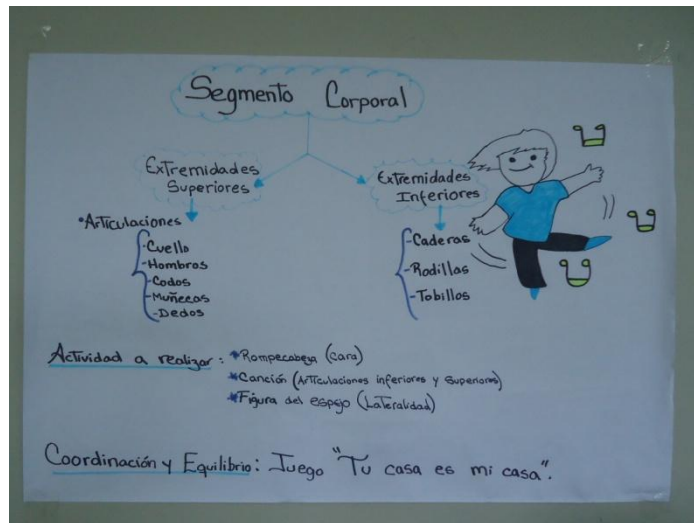 Segmento Corporal
Extremidades
Superiores
Extremidades
Inferiores
•Articulaciones
-Cuello
-Hombros
-Codos
-Muñecas
-Dedos
-Caderas
-Rodillas
-Tobillos
Actividad a realizar: *Rompecabeza (cara)
*Canción (Articulaciones inferiores y superiores)
*Figura del espejo (Lateralidad)
Coordinación y Equilibrio: Juego "Tu casa es mi casa".